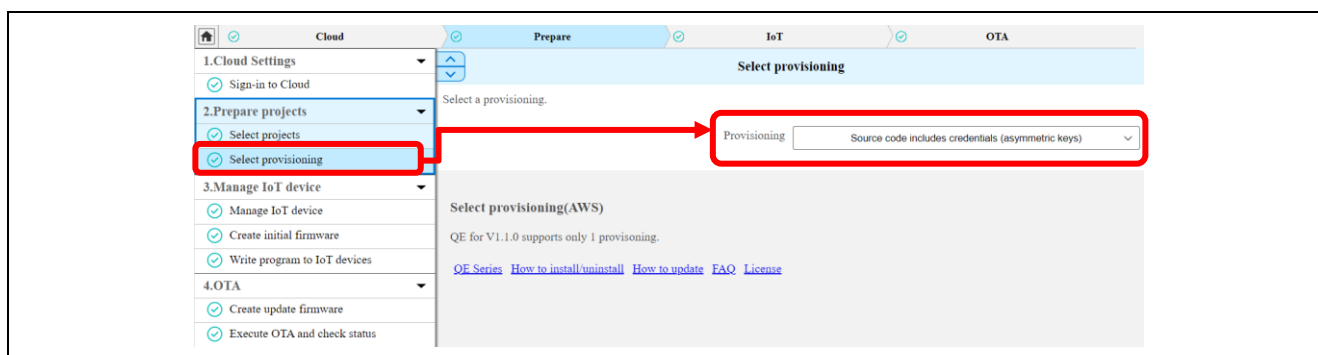 Cloud
Prepare
IoT
OTA
1.Cloud Settings
Sign-in to Cloud
2.Prepare projects
Select projects
Select provisioning
3.Manage IoT device
Manage IoT device
Create initial firmware
Write program to IoT devices
4.OTA
Create update firmware
Execute OTA and check status
Select provisioning
Select a provisioning.
Provisioning Source code includes credentials (asymmetric keys)
Select provisioning(AWS)
QE for V1.1.0 supports only 1 provisoning.
QE Series How to install/uninstall How to update FAQ License